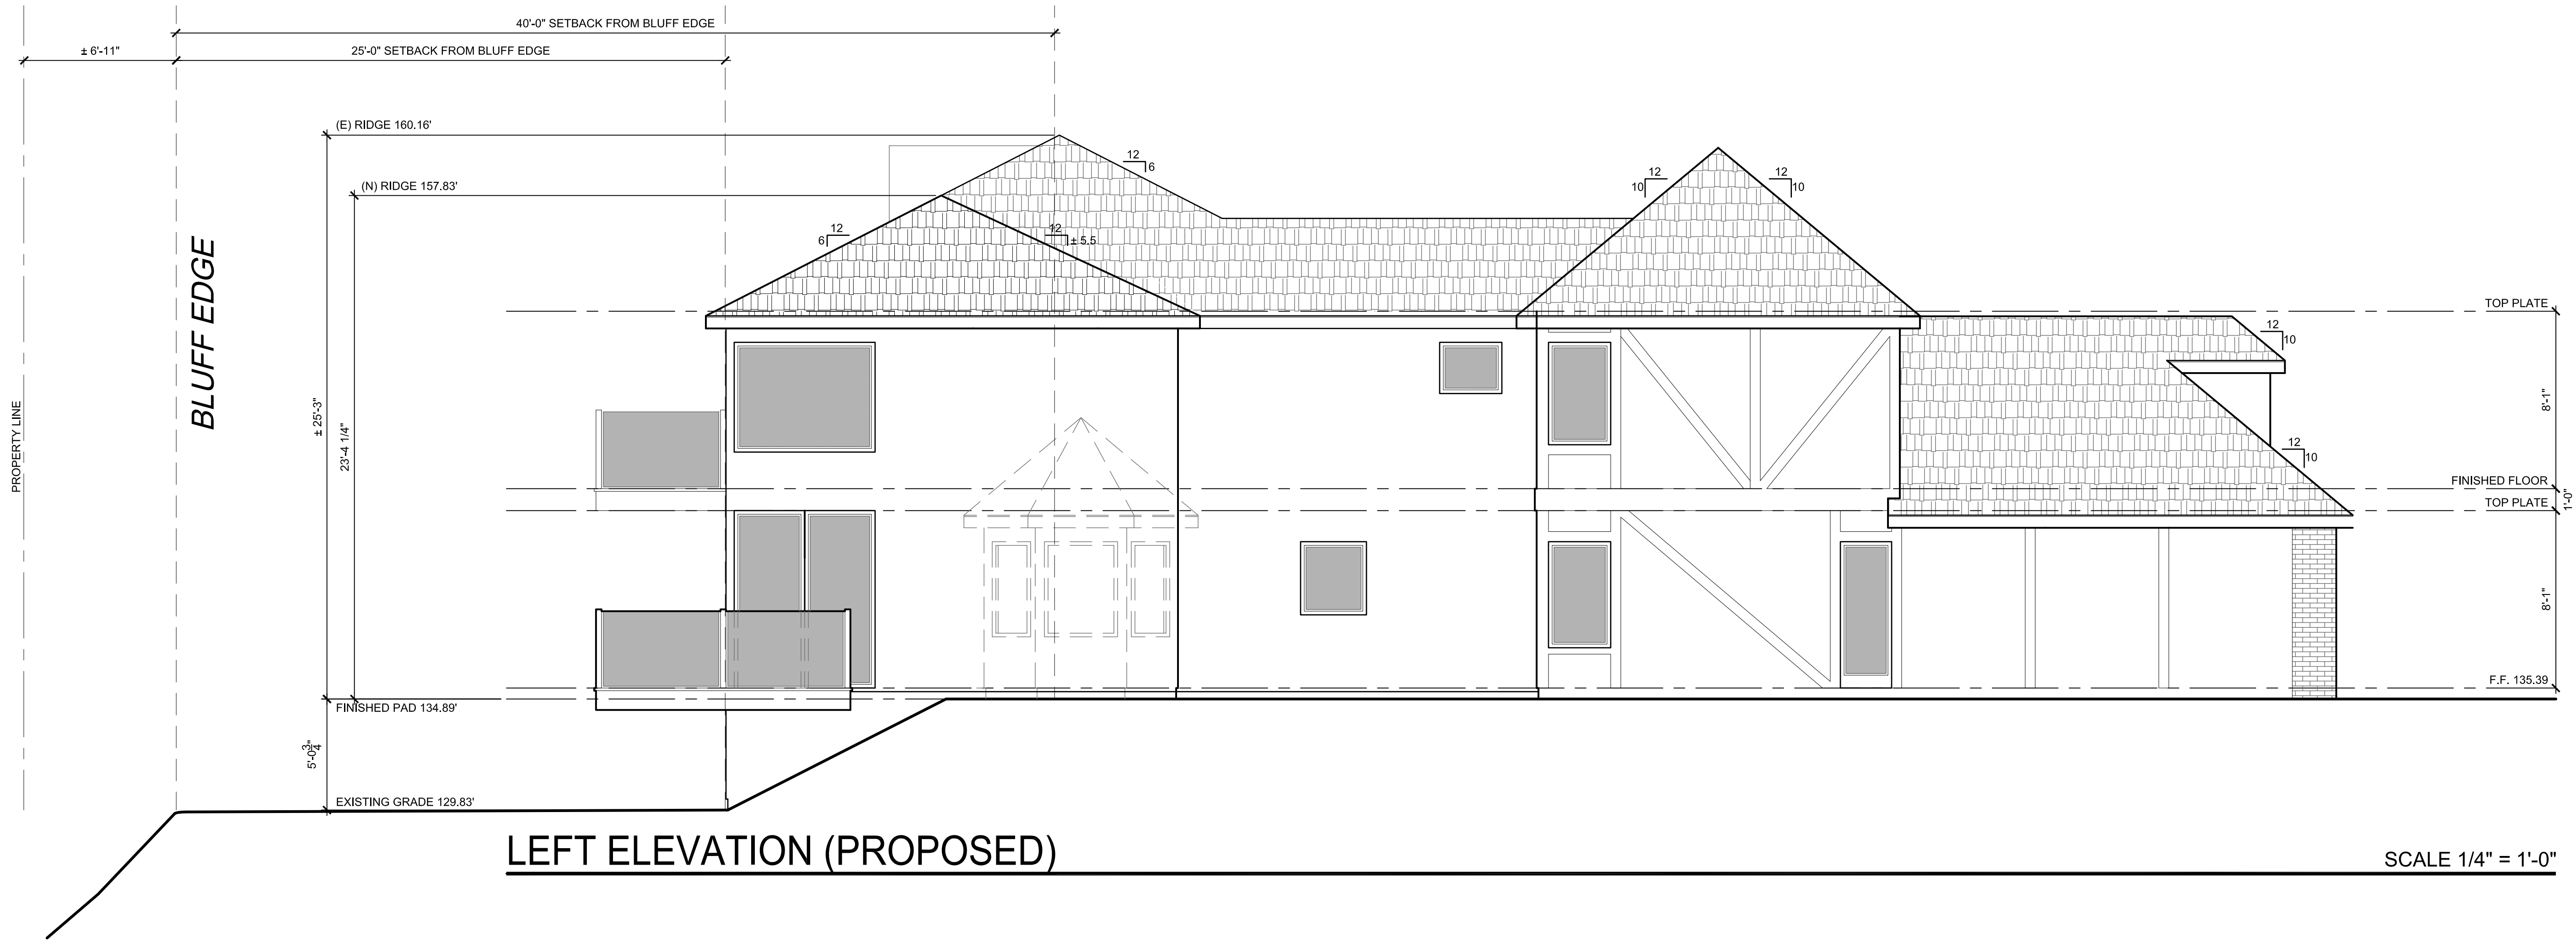 40'-0" SETBACK FROM BLUFF EDGE
± 6'-11"
25'-0" SETBACK FROM BLUFF EDGE
(E) RIDGE 160.16'
12
6
12
10
12
10
(N) RIDGE 157.83'
12
6
12
± 5.5
BLUFF EDGE
PROPERTY LINE
± 25'-3"
23'-4 1/4"
TOP PLATE
12
10
8'-1"
12
10
FINISHED FLOOR
TOP PLATE
1'-0"
8'-1"
F.F. 135.39
FINISHED PAD 134.89'
5'-0 3/4"
EXISTING GRADE 129.83'
LEFT ELEVATION (PROPOSED)
SCALE 1/4" = 1'-0"